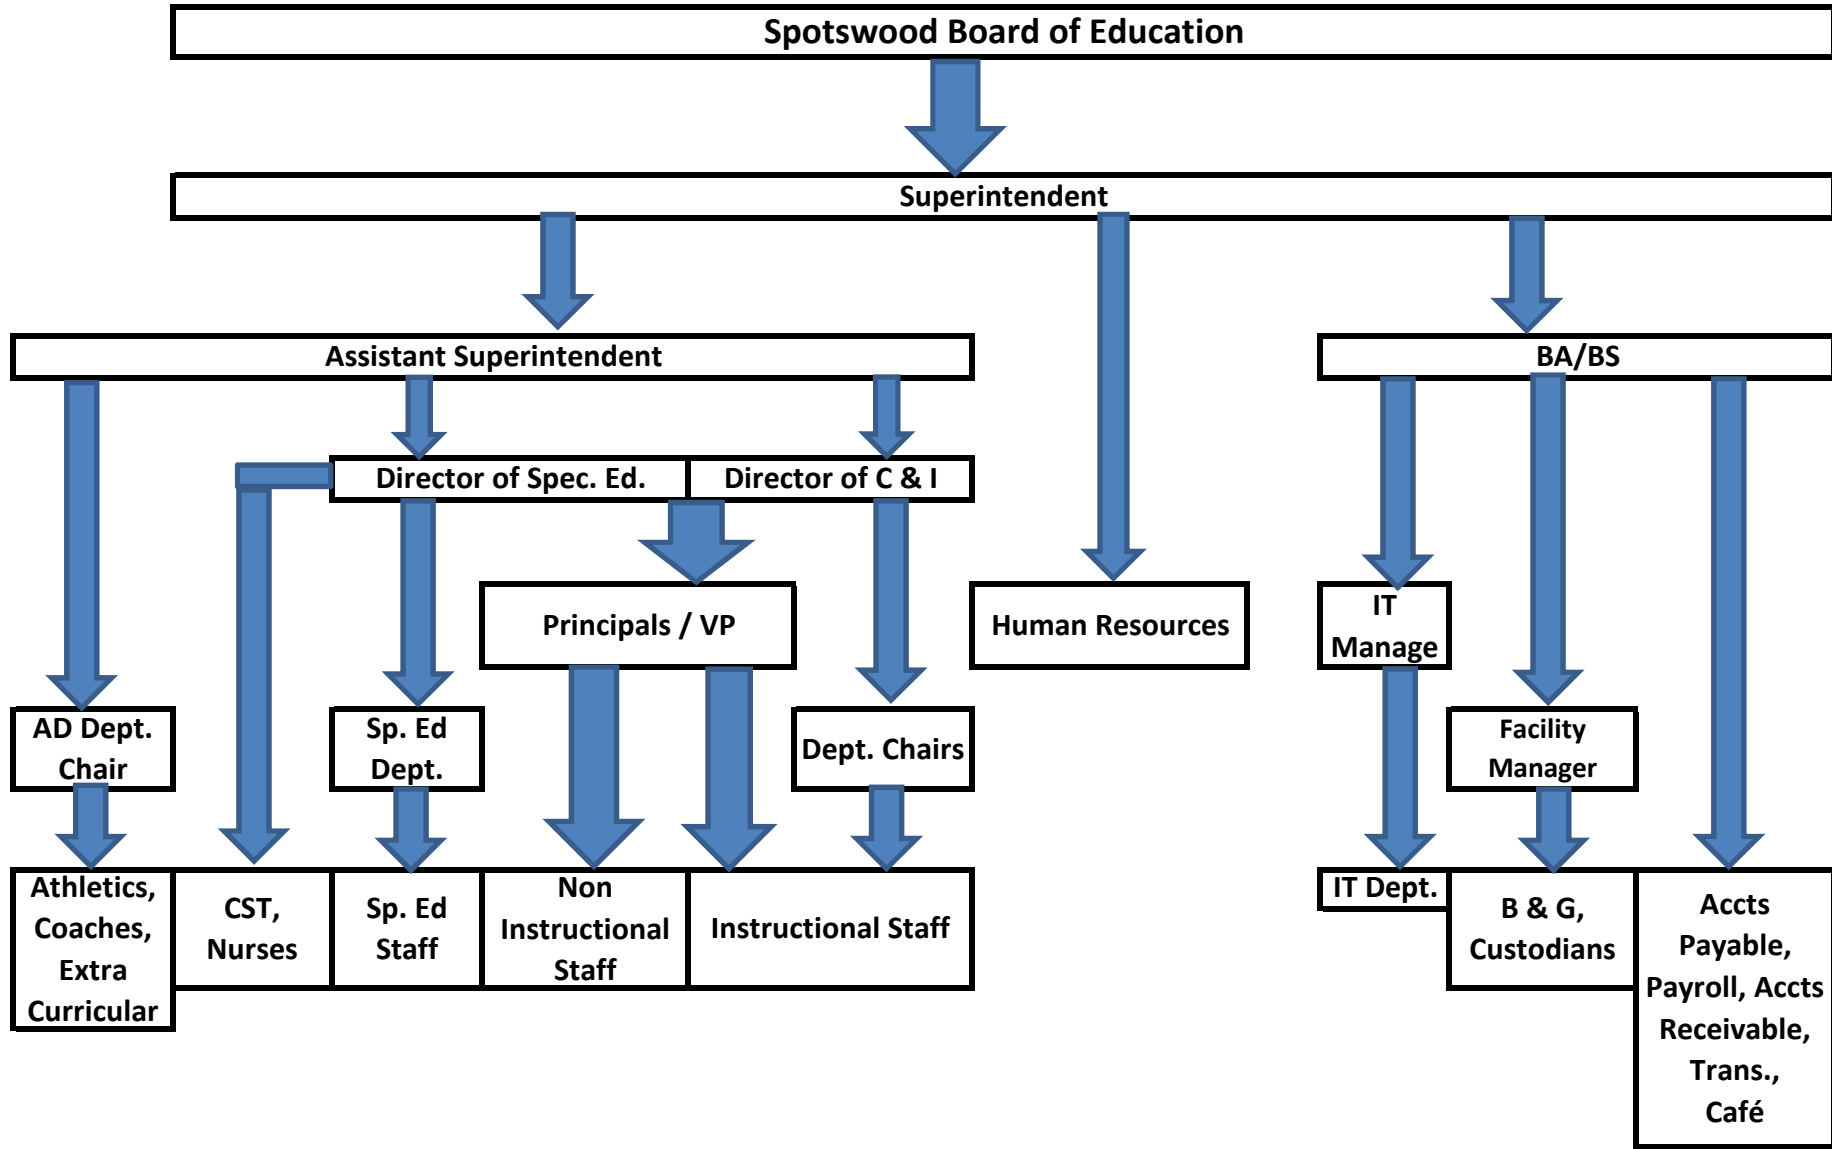 Spotswood Board of Education
Superintendent
Assistant Superintendent
BA/BS
Director of Spec. Ed.
Director of C & I
Principals / VP
Human Resources
IT
Manage
AD Dept.
Chair
Sp. Ed
Dept.
Dept. Chairs
Facility
Manager
Athletics,
Coaches,
Extra
Curricular
CST,
Nurses
Sp. Ed
Staff
Non
Instructional
Staff
Instructional Staff
IT Dept.
B & G,
Custodians
Accts
Payable,
Payroll, Accts
Receivable,
Trans.,
Café